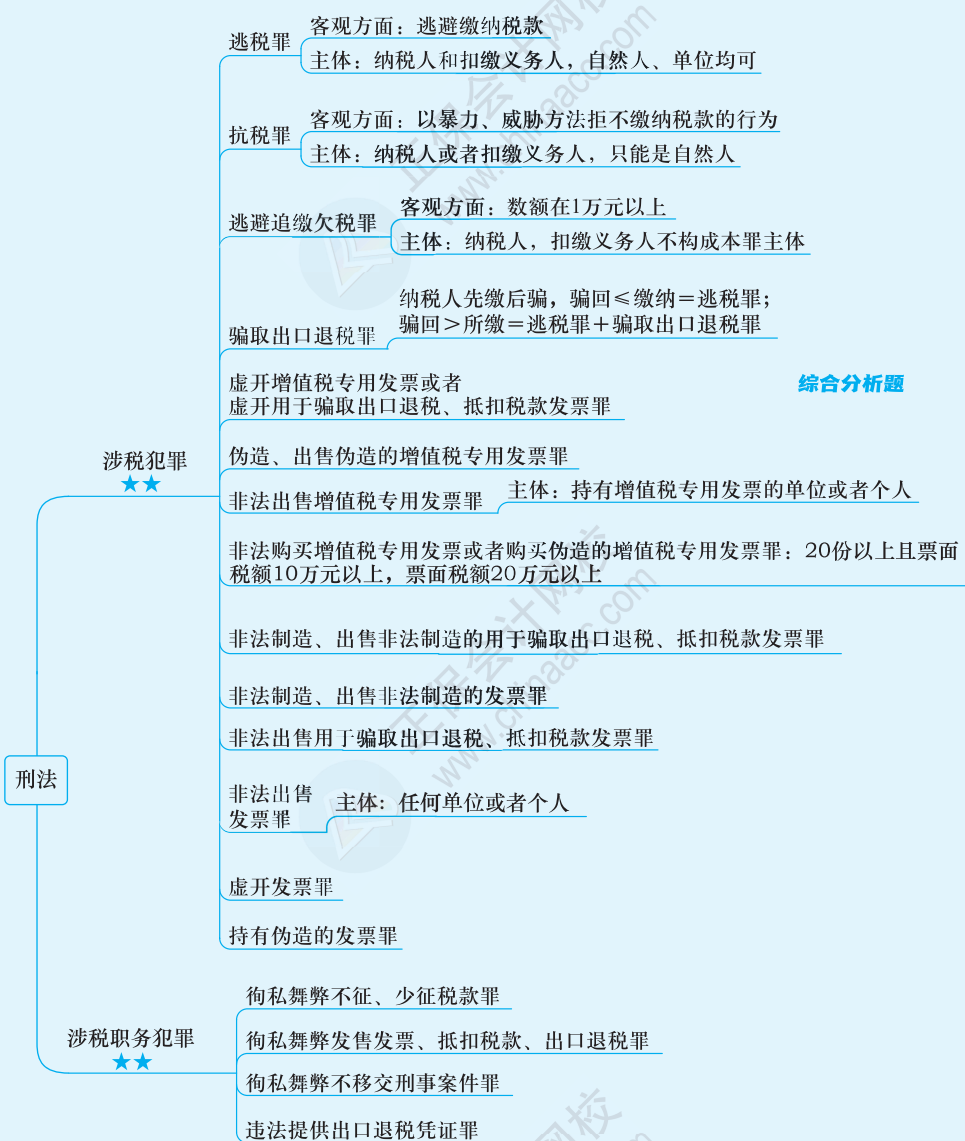 逃税罪
客观方面：逃避缴纳税款
主体：纳税人和扣缴义务人，自然人、单位均可
抗税罪
客观方面：以暴力、威胁方法拒不缴纳税款的行为
主体：纳税人或者扣缴义务人，只能是自然人
逃避追缴欠税罪
客观方面：数额在1万元以上
主体：纳税人，扣缴义务人不构成本罪主体
骗取出口退税罪
纳税人先缴后骗，骗回≤缴纳＝逃税罪；
骗回＞所缴＝逃税罪＋骗取出口退税罪
虚开增值税专用发票或者
虚开用于骗取出口退税、抵扣税款发票罪
综合分析题
涉税犯罪
★★
伪造、出售伪造的增值税专用发票罪
非法出售增值税专用发票罪
主体：持有增值税专用发票的单位或者个人
非法购买增值税专用发票或者购买伪造的增值税专用发票罪：20份以上且票面
税额10万元以上，票面税额20万元以上
非法制造、出售非法制造的用于骗取出口退税、抵扣税款发票罪
非法制造、出售非法制造的发票罪
非法出售用于骗取出口退税、抵扣税款发票罪
刑法
非法出售
发票罪
主体：任何单位或者个人
虚开发票罪
持有伪造的发票罪
涉税职务犯罪
★★
徇私舞弊不征、少征税款罪
徇私舞弊发售发票、抵扣税款、出口退税罪
徇私舞弊不移交刑事案件罪
违法提供出口退税凭证罪
正保会计网校
www.chinaacc.com
正保会计网校
www.chinaacc.com